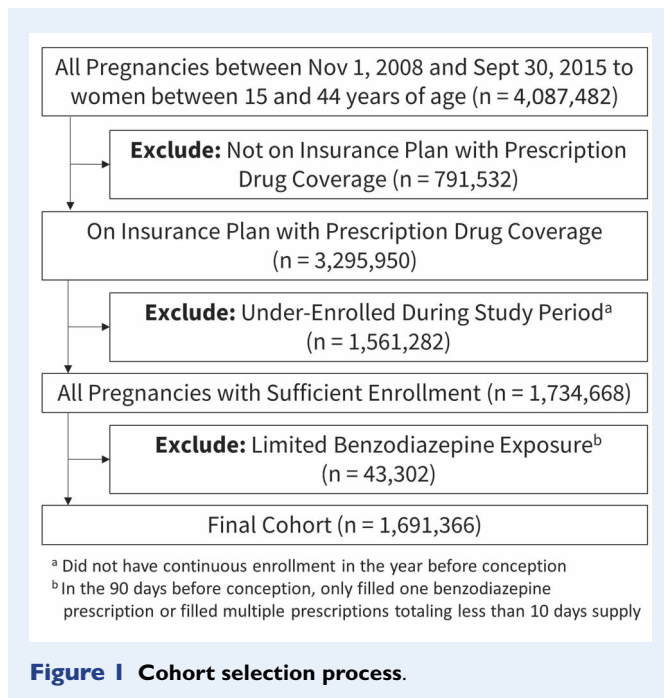 All Pregnancies between Nov 1, 2008 and Sept 30, 2015 to
women between 15 and 44 years of age (n = 4,087,482)
Exclude: Not on Insurance Plan with Prescription
Drug Coverage (n = 791,532)
On Insurance Plan with Prescription Drug Coverage
(n = 3,295,950)
Exclude: Under-Enrolled During Study Periodᵃ
(n = 1,561,282)
All Pregnancies with Sufficient Enrollment (n = 1,734,668)
Exclude: Limited Benzodiazepine Exposureᵇ
(n = 43,302)
Final Cohort (n = 1,691,366)
ᵃ Did not have continuous enrollment in the year before conception
ᵇ In the 90 days before conception, only filled one benzodiazepine
prescription or filled multiple prescriptions totaling less than 10 days supply
Figure 1 Cohort selection process.